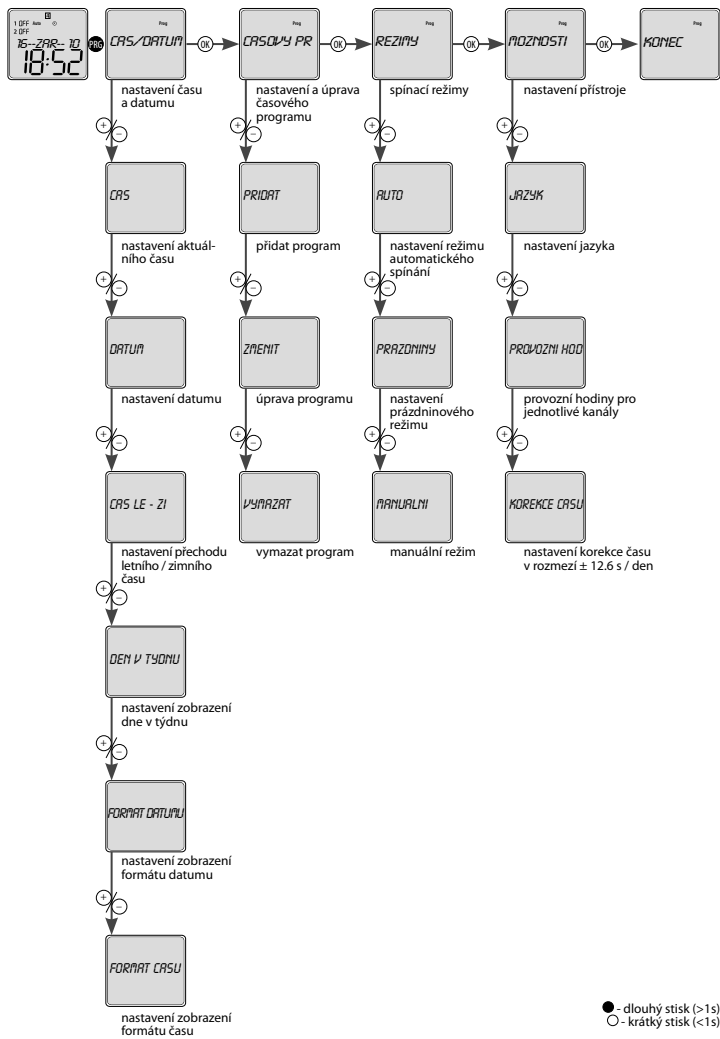 1 OFF Auto
2 OFF
16--ZAR-- 10
18:52
PRG
Prog
CAS/DATUM
OK
Prog
CASOVY PR
OK
Prog
REZIMY
OK
Prog
MOZNOSTI
OK
Prog
KONEC
nastavení času
a datumu
nastavení a úprava
časového
programu
spínací režimy
nastavení přístroje
+ −
+ −
+ −
+ −
CAS
PRIDAT
AUTO
JAZYK
nastavení aktuál-
ního času
přidat program
nastavení režimu
automatického
spínání
nastavení jazyka
+ −
+ −
+ −
+ −
DATUM
ZMENIT
PRAZDNINY
PROVOZNI HOD
nastavení datumu
úprava programu
nastavení
prázdninového
režimu
provozní hodiny pro
jednotlivé kanály
+ −
+ −
+ −
+ −
CAS LE - ZI
VYMAZAT
MANUALNI
KOREKCE CASU
nastavení přechodu
letního / zimního
času
vymazat program
manuální režim
nastavení korekce času
v rozmezí ± 12.6 s / den
+ −
DEN V TYDNU
nastavení zobrazení
dne v týdnu
+ −
FORMAT DATUMU
nastavení zobrazení
formátu datumu
+ −
FORMAT CASU
nastavení zobrazení
formátu času
- dlouhý stisk (>1s)
- krátký stisk (<1s)